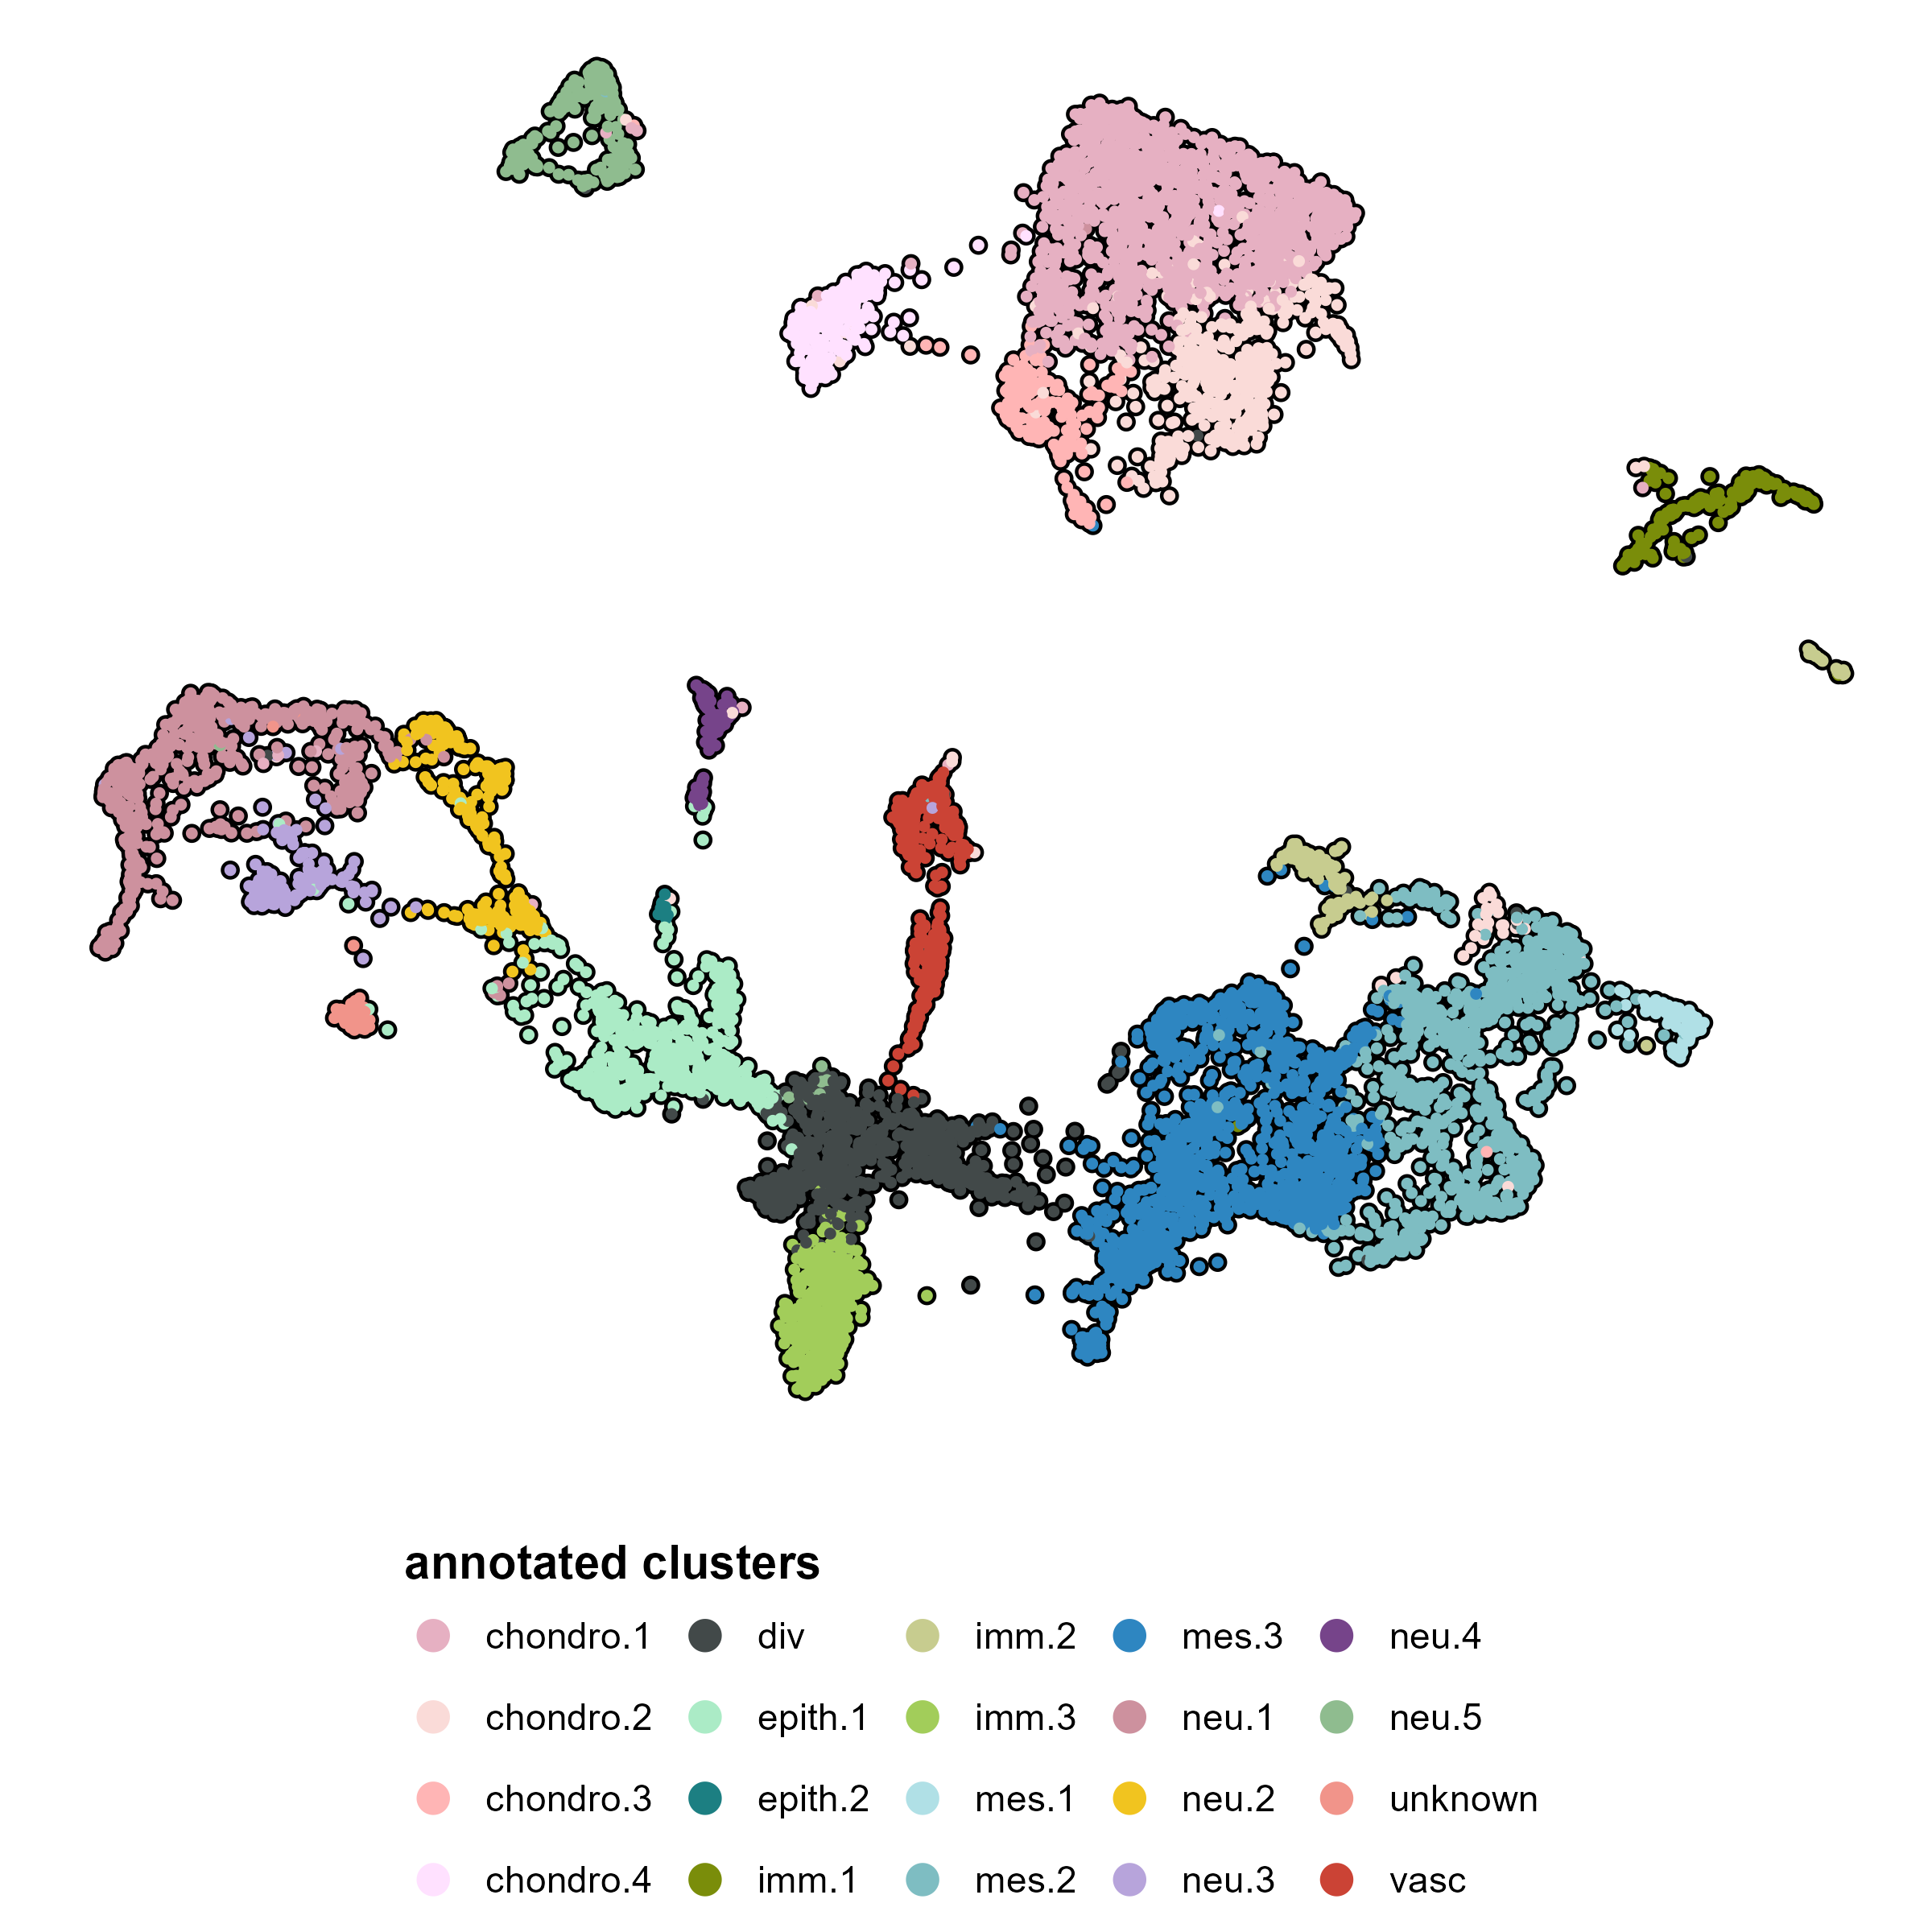 annotated clusters
chondro.1 div imm.2 mes.3 neu.4
chondro.2 epith.1 imm.3 neu.1 neu.5
chondro.3 epith.2 mes.1 neu.2 unknown
chondro.4 imm.1 mes.2 neu.3 vasc